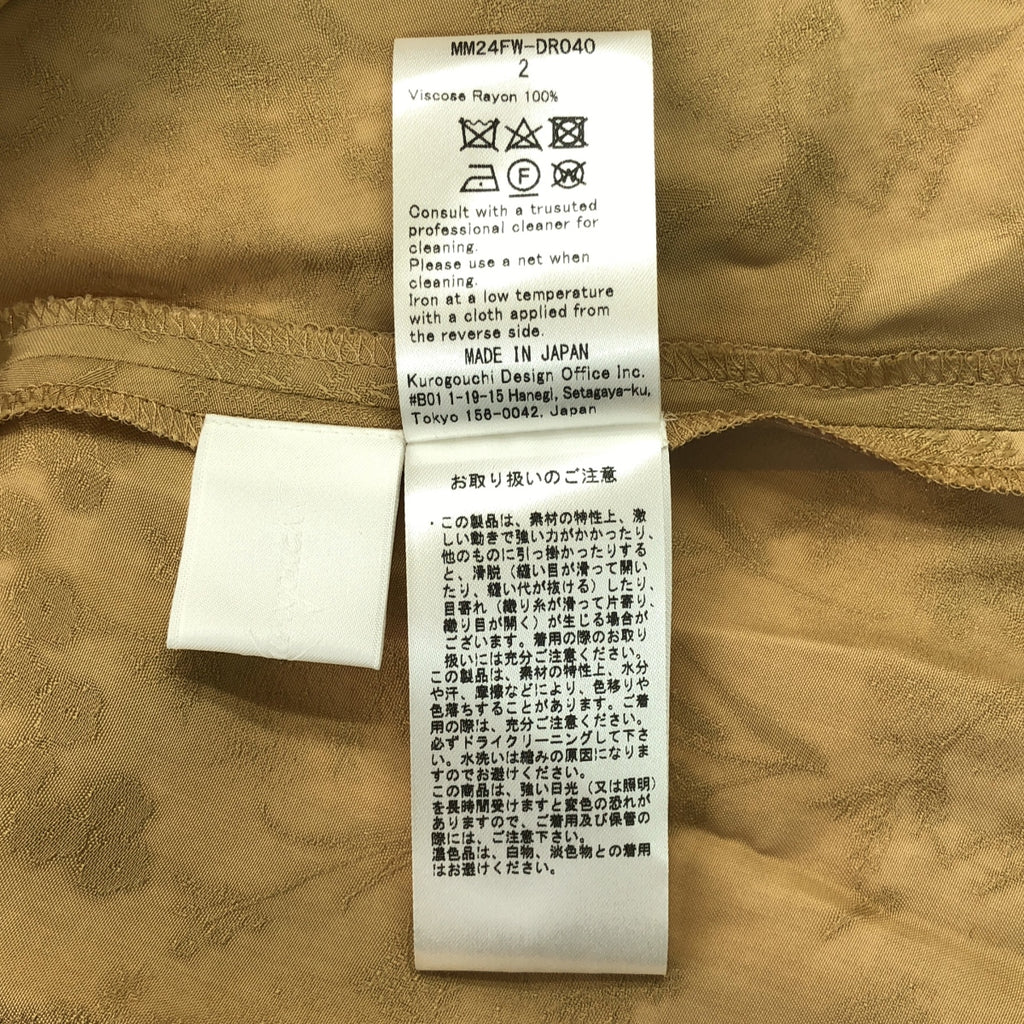 MM24FW-DR040
2
Viscose Rayon 100%
F
W
Consult with a trusuted
professional cleaner for
cleaning.
Please use a net when
cleaning.
Iron at a low temperature
with a cloth applied from
the reverse side.
MADE IN JAPAN
Kurogouchi Design Office Inc.
#B01 1-19-15 Hanegi, Setagaya-ku,
Tokyo 156-0042, Japan
お取り扱いのご注意
・この製品は、素材の特性上、激
しい動きで強い力がかかったり、
他のものに引っ掛かったりする
と、滑脱（縫い目が滑って開い
たり、縫い代が抜ける）したり、
目寄れ（織り糸が滑って片寄り、
織り目が開く）が生じる場合が
ございます。着用の際のお取り
扱いには充分ご注意ください。
この製品は、素材の特性上、水分
や汗、摩擦などにより、色移りや
色落ちすることがあります。ご着
用の際は、充分ご注意ください。
必ずドライクリーニングして下さ
い。水洗いは縮みの原因になりま
すのでお避けください。
この商品は、強い日光（又は照明）
を長時間受けますと変色の恐れが
ありますので、ご着用及び保管の
際には、ご注意下さい。
濃色品は、白物、淡色物との着用
はお避けください。